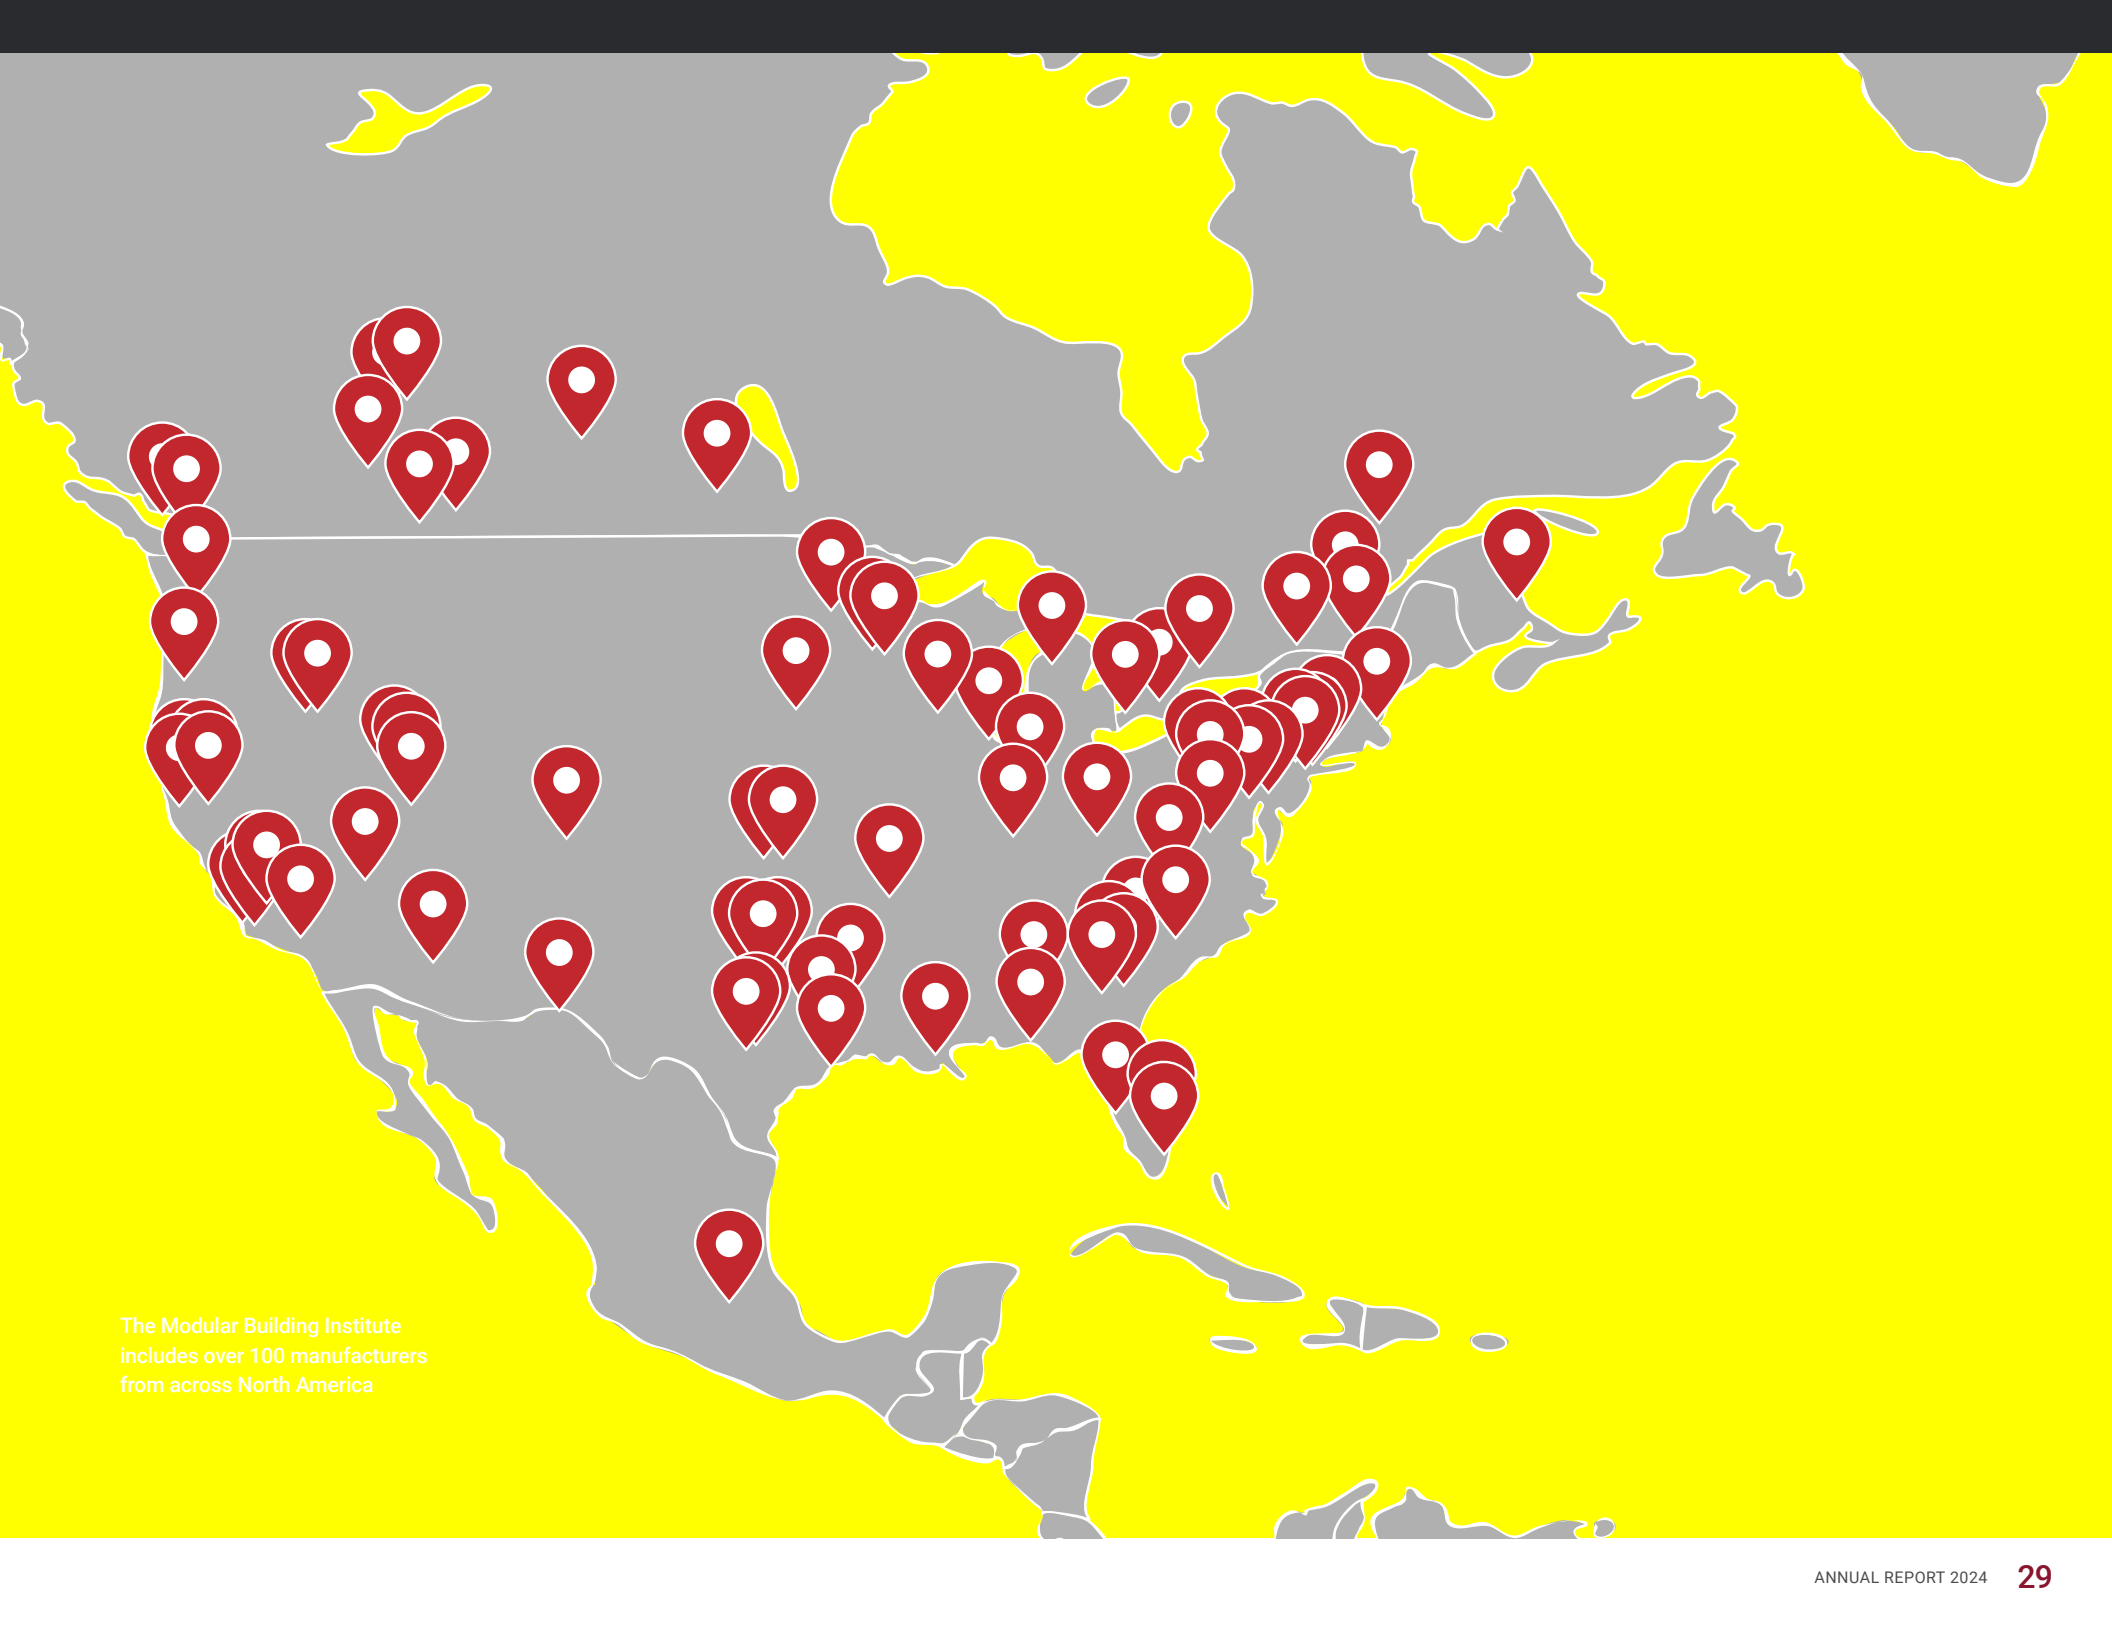 The Modular Building Institute
includes over 100 manufacturers
from across North America
ANNUAL REPORT 2024 29